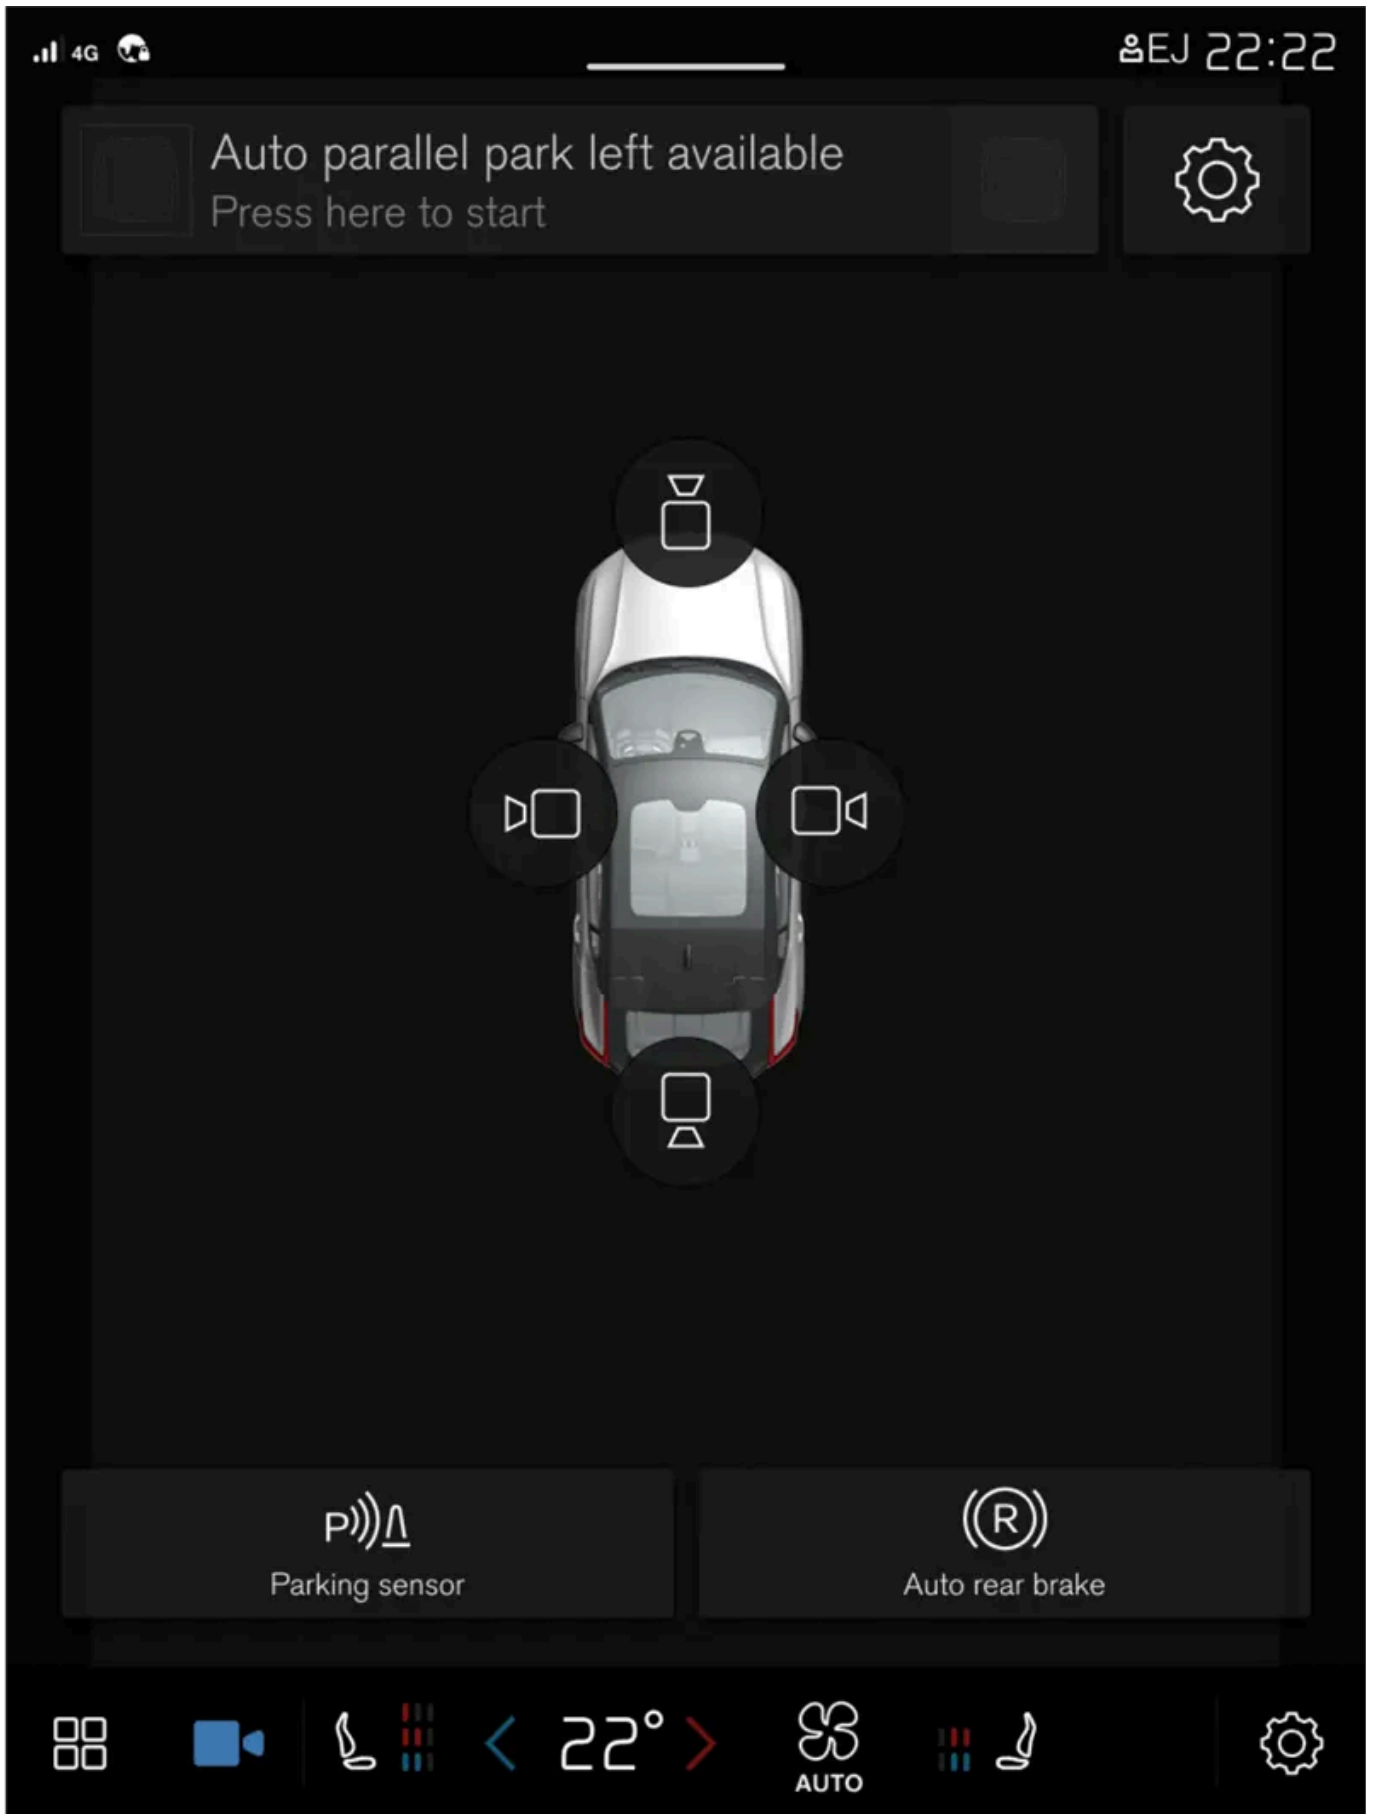 4G
EJ 22:22
Auto parallel park left available
Press here to start
P
Parking sensor
R
Auto rear brake
22°
AUTO